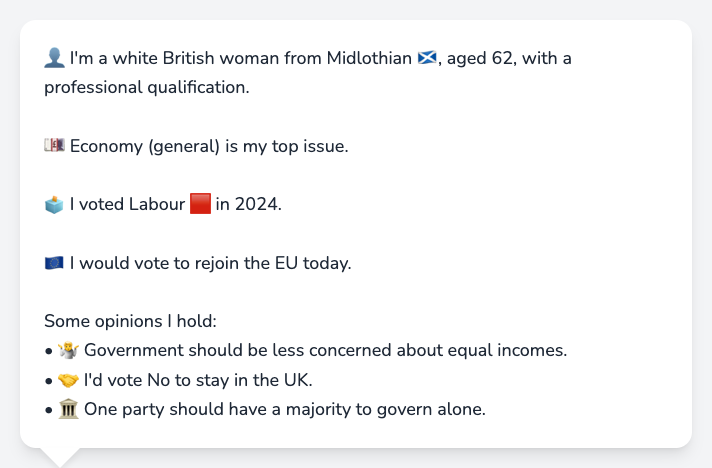 👤 I'm a white British woman from Midlothian 🏴󠁧󠁢󠁳󠁣󠁴󠁿, aged 62, with a
professional qualification.
💷 Economy (general) is my top issue.
🗳️ I voted Labour 🟥 in 2024.
🇪🇺 I would vote to rejoin the EU today.
Some opinions I hold:
• 🤷 Government should be less concerned about equal incomes.
• 🤝 I'd vote No to stay in the UK.
• 🏛️ One party should have a majority to govern alone.